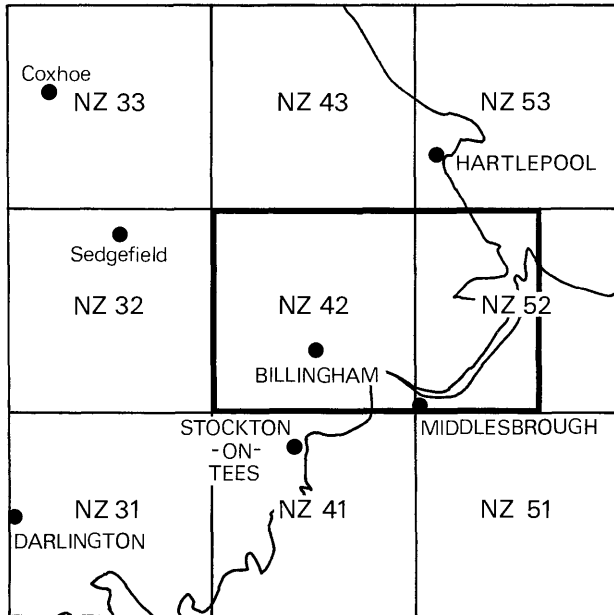 Coxhoe
NZ 33
NZ 43
NZ 53
HARTLEPOOL
Sedgefield
NZ 32
NZ 42
NZ 52
BILLINGHAM
STOCKTON
-ON-
TEES
MIDDLESBROUGH
NZ 31
NZ 41
NZ 51
DARLINGTON